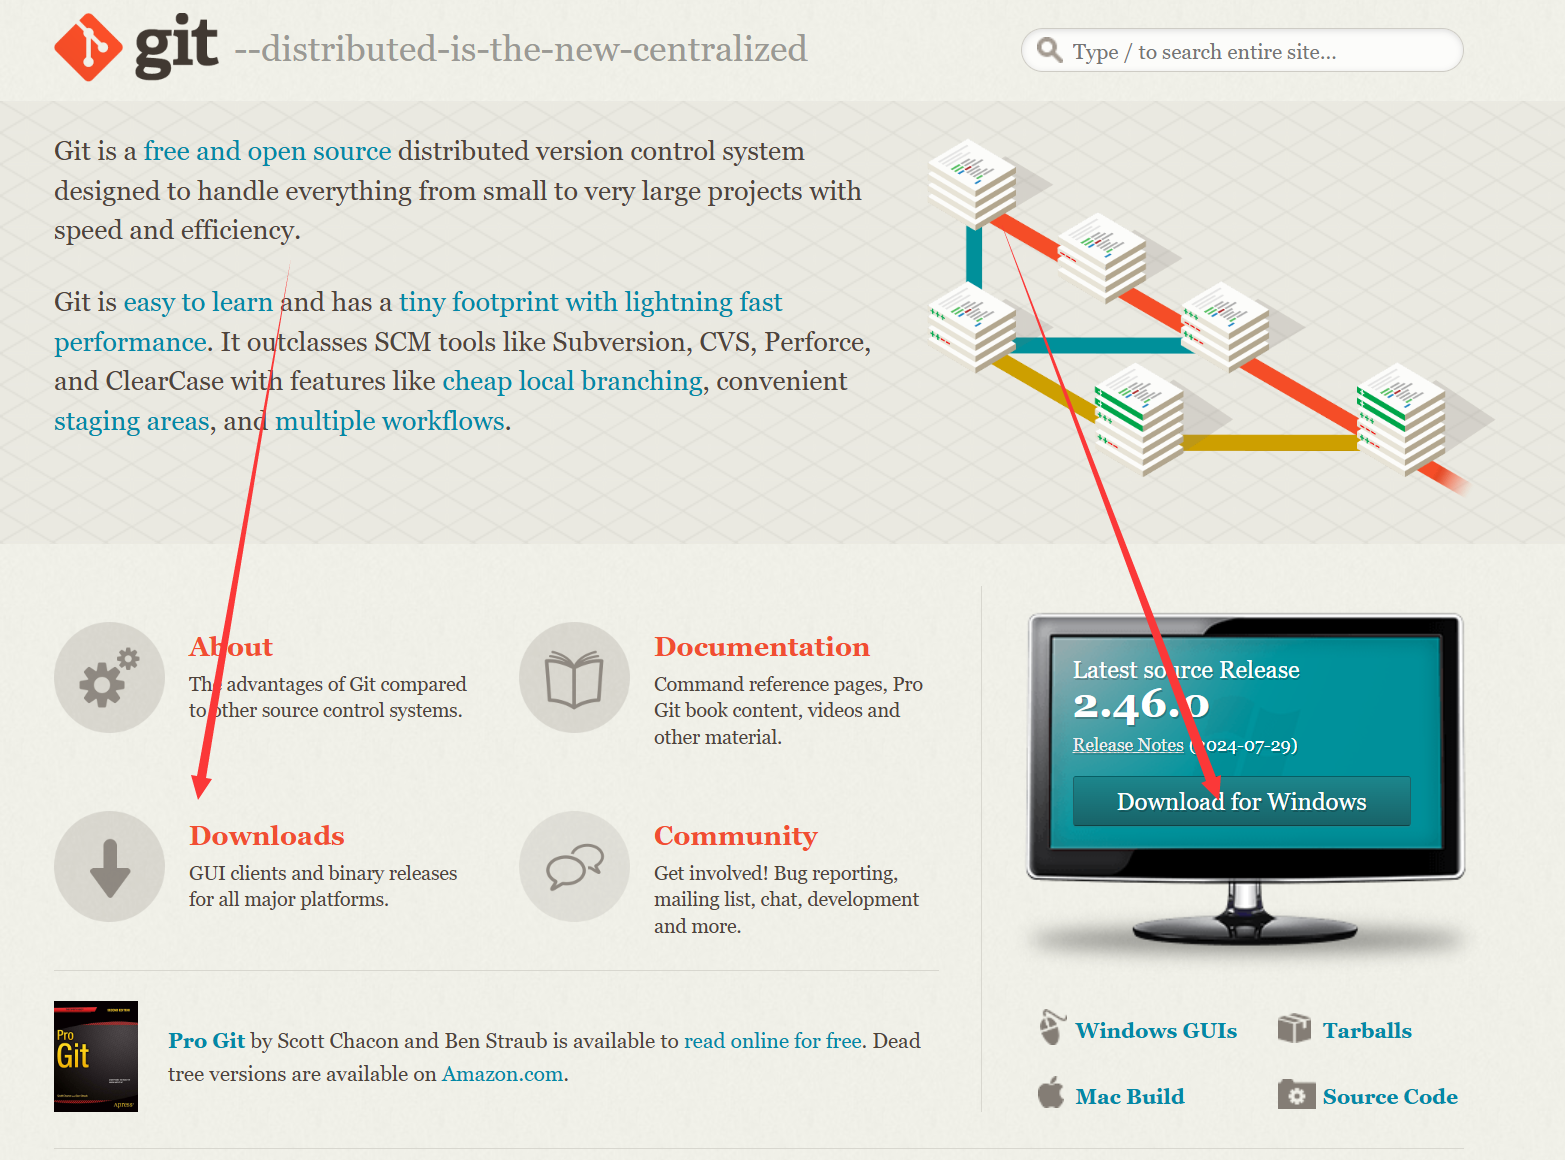 git --distributed-is-the-new-centralized
Type / to search entire site...
Git is a free and open source distributed version control system
designed to handle everything from small to very large projects with
speed and efficiency.
Git is easy to learn and has a tiny footprint with lightning fast
performance. It outclasses SCM tools like Subversion, CVS, Perforce,
and ClearCase with features like cheap local branching, convenient
staging areas, and multiple workflows.
About
The advantages of Git compared
to other source control systems.
Documentation
Command reference pages, Pro
Git book content, videos and
other material.
Downloads
GUI clients and binary releases
for all major platforms.
Community
Get involved! Bug reporting,
mailing list, chat, development
and more.
Latest source Release
2.46.0
Release Notes (2024-07-29)
Download for Windows
Pro
Git
Apress
Pro Git by Scott Chacon and Ben Straub is available to read online for free. Dead
tree versions are available on Amazon.com.
Windows GUIs
Tarballs
Mac Build
Source Code